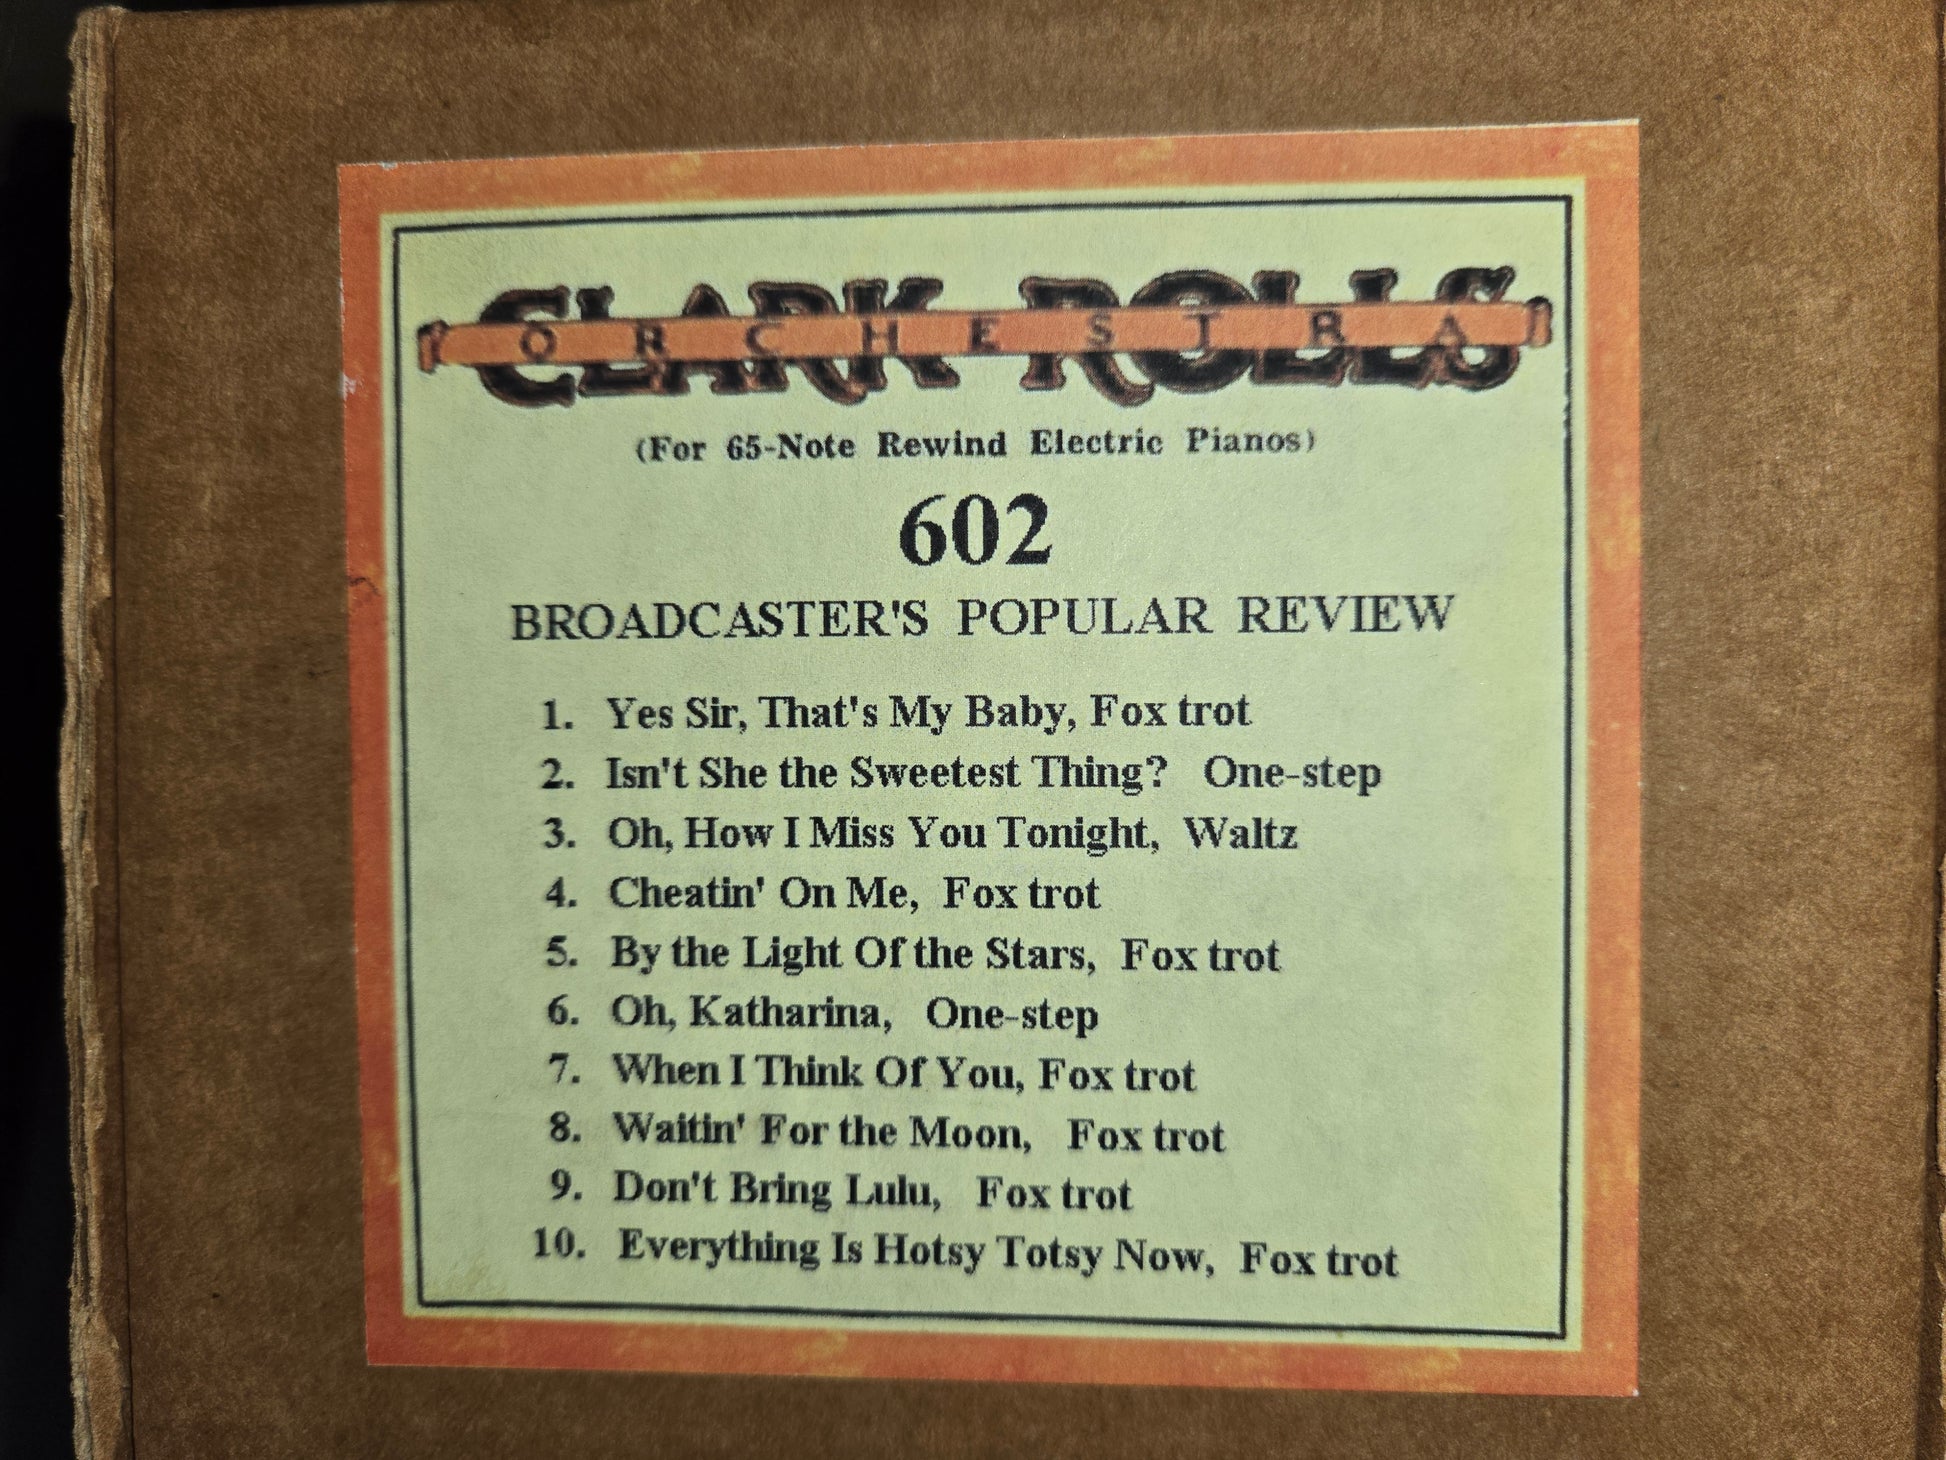 CLARK ROLLS
ORCHESTRA
(For 65-Note Rewind Electric Pianos)
602
BROADCASTER'S POPULAR REVIEW
1. Yes Sir, That's My Baby, Fox trot
2. Isn't She the Sweetest Thing? One-step
3. Oh, How I Miss You Tonight, Waltz
4. Cheatin' On Me, Fox trot
5. By the Light Of the Stars, Fox trot
6. Oh, Katharina, One-step
7. When I Think Of You, Fox trot
8. Waitin' For the Moon, Fox trot
9. Don't Bring Lulu, Fox trot
10. Everything Is Hotsy Totsy Now, Fox trot